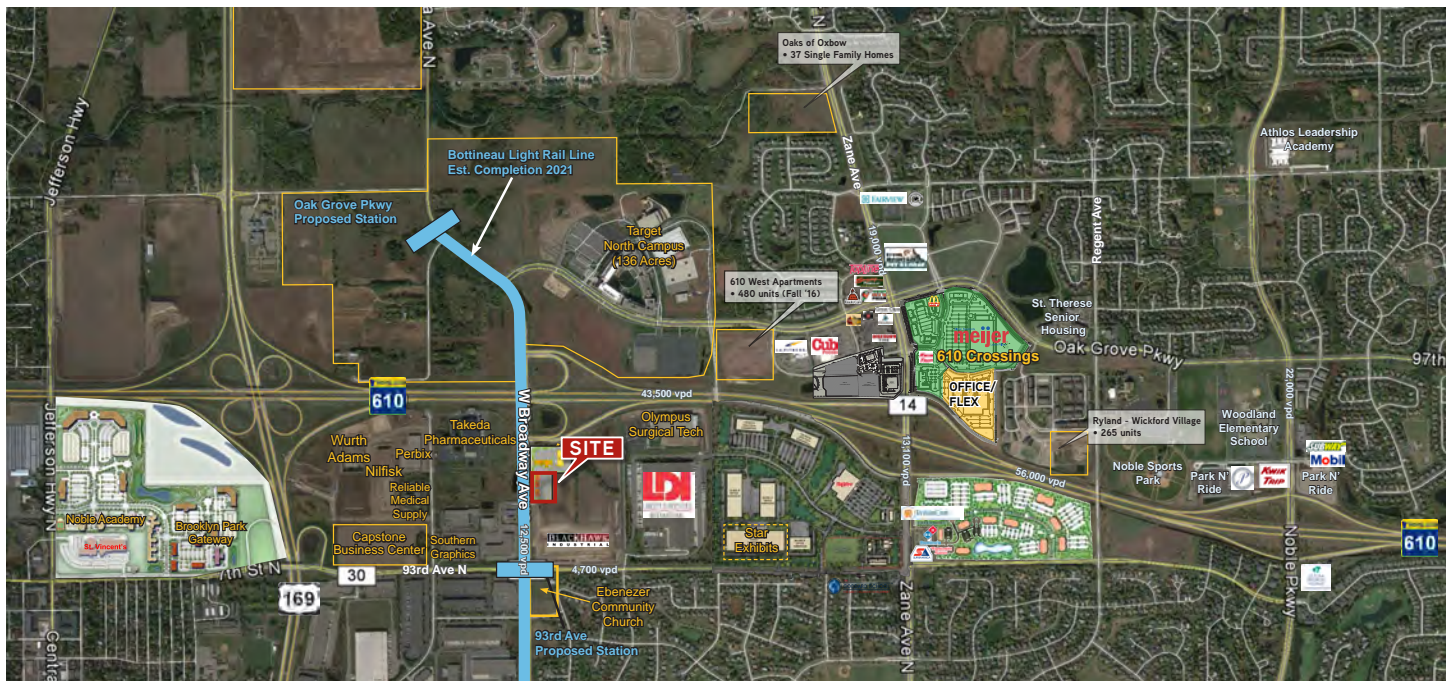 a Ave N
N
Oaks of Oxbow
• 37 Single Family Homes
Jefferson Hwy
Bottineau Light Rail Line
Est. Completion 2021
Zane Ave
Athlos Leadership
Academy
Oak Grove Pkwy
Proposed Station
FAIRVIEW
Target
North Campus
(136 Acres)
19,000 vpd
Regent Ave
610 West Apartments
• 480 units (Fall '16)
St. Therese
Senior
Housing
meijer
610 Crossings
Oak Grove Pkwy
97th
Cub
OFFICE/
FLEX
610
43,500 vpd
14
22,000 vpd
Jefferson Hwy N
W Broadway Ave
Takeda
Pharmaceuticals
Olympus
Surgical Tech
Wurth
Adams
Perbix
Nilfisk
SITE
Ryland - Wickford Village
• 265 units
Woodland
Elementary
School
13,100 vpd
56,000 vpd
Noble Sports
Park
SUBWAY
Mobil
Park N'
Ride
KWIK
TRIP
Park N'
Ride
Reliable
Medical
Supply
LDI
Noble Academy
Brooklyn Park
Gateway
St. Vincent's
Capstone
Business Center
Southern
Graphics
12,500 vpd
BLACKHAWK
INDUSTRIAL
Star
Exhibits
610
7th St N
30
93rd Ave N
4,700 vpd
169
Ebenezer
Community
Church
Zane Ave N
Noble Pkwy
Centra
93rd Ave
Proposed Station